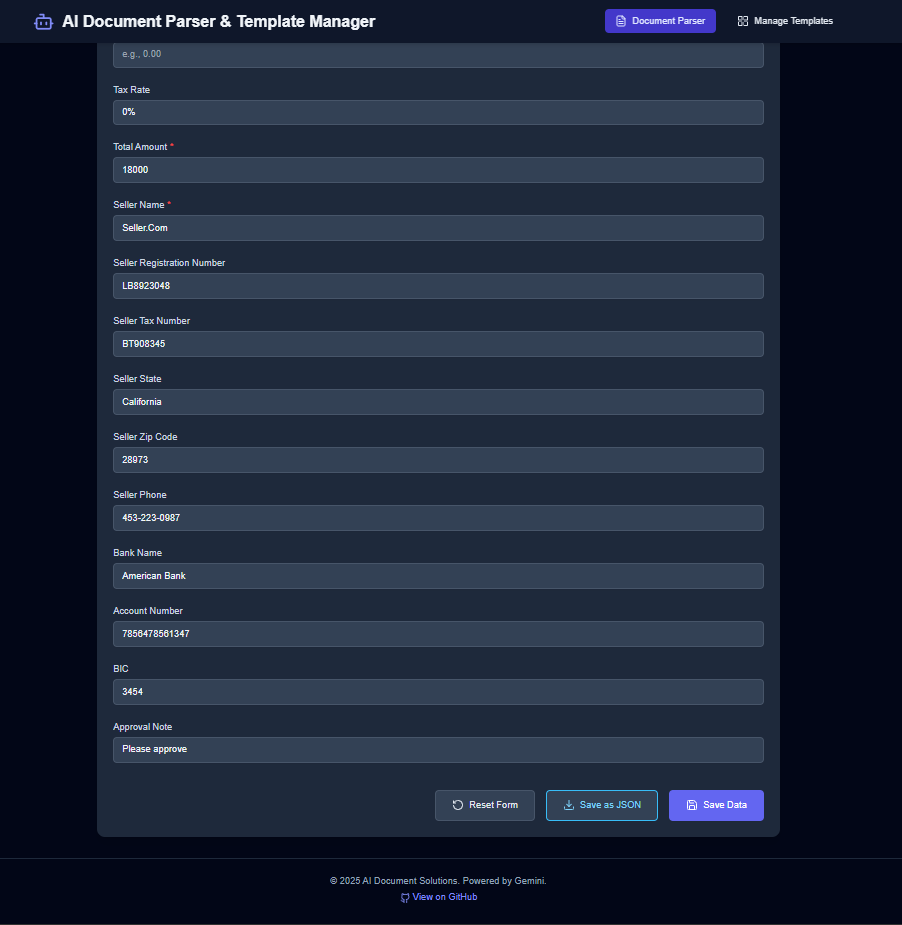 AI Document Parser & Template Manager
Document Parser
Manage Templates
e.g., 0.00
Tax Rate
0%
Total Amount *
18000
Seller Name *
Seller.Com
Seller Registration Number
LB8923048
Seller Tax Number
BT908345
Seller State
California
Seller Zip Code
28973
Seller Phone
453-223-0987
Bank Name
American Bank
Account Number
7856478561347
BIC
3454
Approval Note
Please approve
Reset Form
Save as JSON
Save Data
© 2025 AI Document Solutions. Powered by Gemini.
View on GitHub